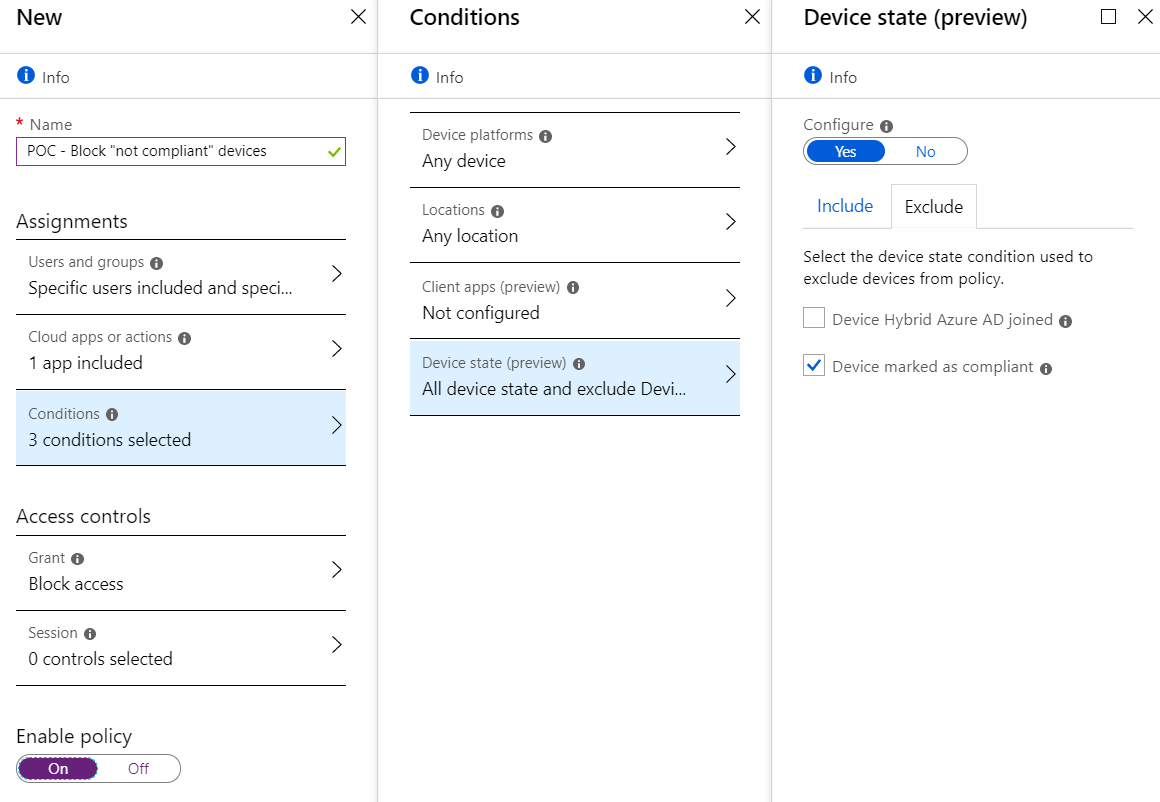 New
Info
* Name
POC - Block "not compliant" devices
Assignments
Users and groups
Specific users included and speci...
Cloud apps or actions
1 app included
Conditions
3 conditions selected
Access controls
Grant
Block access
Session
0 controls selected
Enable policy
On Off
Conditions
Info
Device platforms
Any device
Locations
Any location
Client apps (preview)
Not configured
Device state (preview)
All device state and exclude Devi...
Device state (preview)
Info
Configure
Yes No
Include Exclude
Select the device state condition used to
exclude devices from policy.
Device Hybrid Azure AD joined
Device marked as compliant